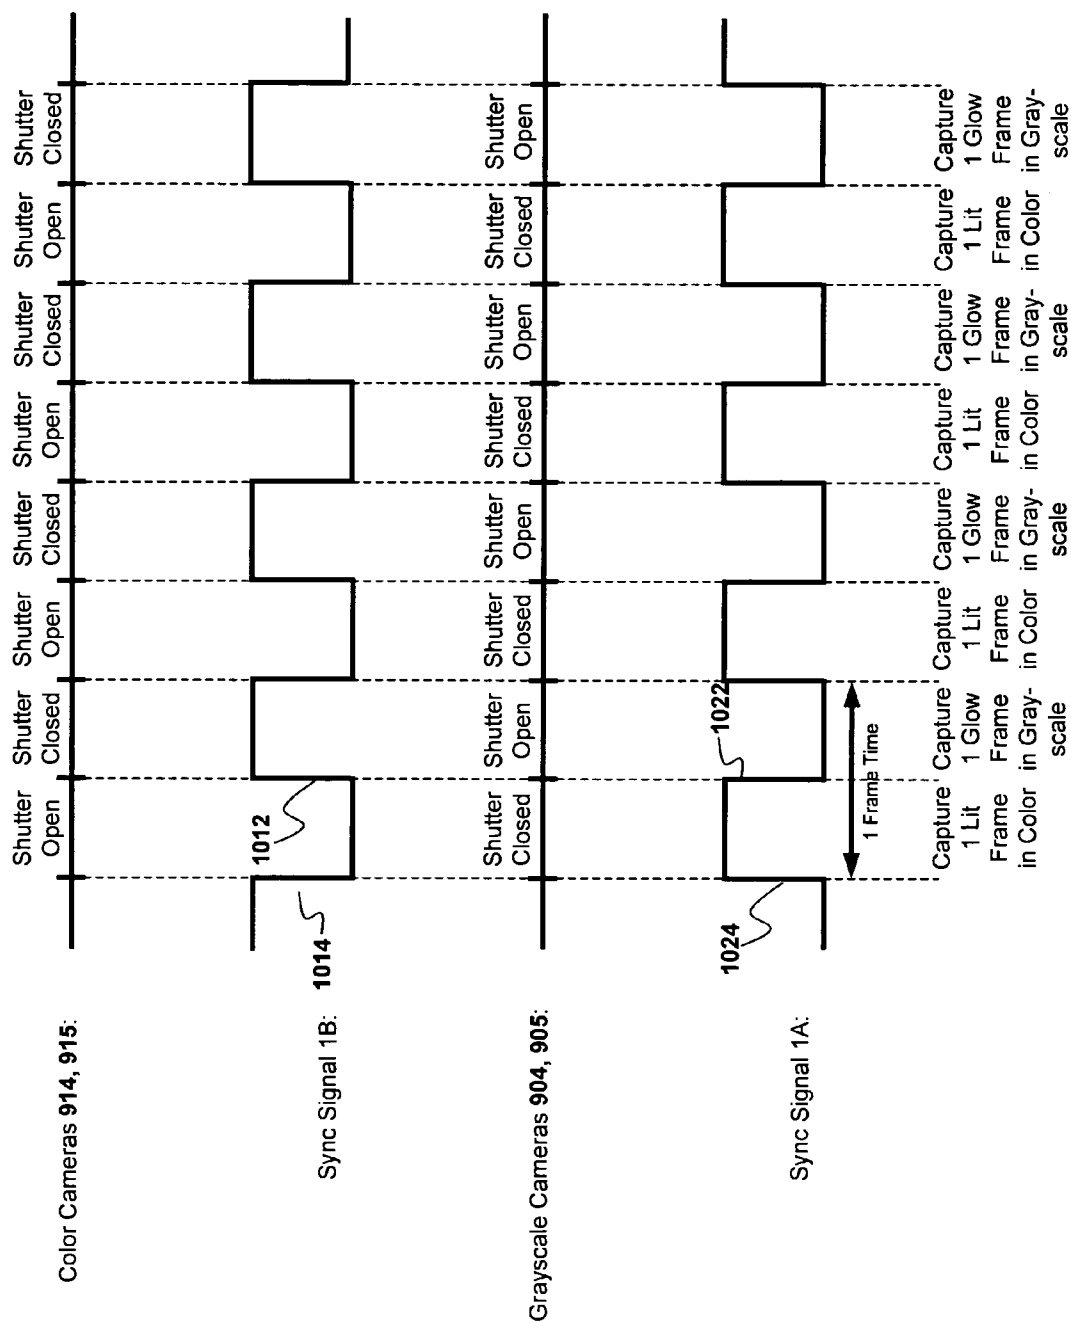 Color Cameras 914, 915:
Shutter
Open
Shutter
Closed
Shutter
Open
Shutter
Closed
Shutter
Open
Shutter
Closed
Shutter
Open
Shutter
Closed
Sync Signal 1B:
1014
1012
Grayscale Cameras 904, 905:
Shutter
Closed
Shutter
Open
Shutter
Closed
Shutter
Open
Shutter
Closed
Shutter
Open
Shutter
Closed
Shutter
Open
Sync Signal 1A:
1024
1022
1 Frame Time
Capture
1 Lit
Frame
in Color
Capture
1 Glow
Frame
in Gray-
scale
Capture
1 Lit
Frame
in Color
Capture
1 Glow
Frame
in Gray-
scale
Capture
1 Lit
Frame
in Color
Capture
1 Glow
Frame
in Gray-
scale
Capture
1 Lit
Frame
in Color
Capture
1 Glow
Frame
in Gray-
scale